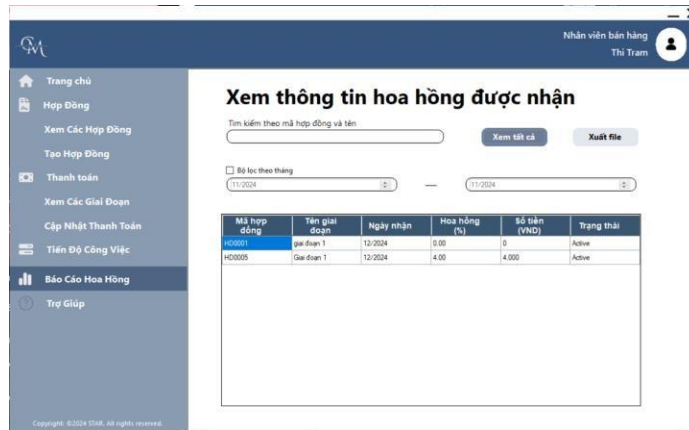 Nhân viên bán hàng
Thi Tram
CM
Trang chủ
Hợp Đồng
Xem Các Hợp Đồng
Tạo Hợp Đồng
Thanh toán
Xem Các Giai Đoạn
Cập Nhật Thanh Toán
Tiến Độ Công Việc
Báo Cáo Hoa Hồng
Trợ Giúp
Copyright: ©2024 STAR. All rights reserved.
Xem thông tin hoa hồng được nhận
Tìm kiếm theo mã hợp đồng và tên
Xem tất cả
Xuất file
Bộ lọc theo tháng
11/2024 — 11/2024
Mã hợp đồng Tên giai đoạn Ngày nhận Hoa hồng (%) Số tiền (VND) Trạng thái
HD0001 giai đoạn 1 12/2024 0.00 0 Active
HD0005 Giai đoạn 1 12/2024 4.00 4,000 Active